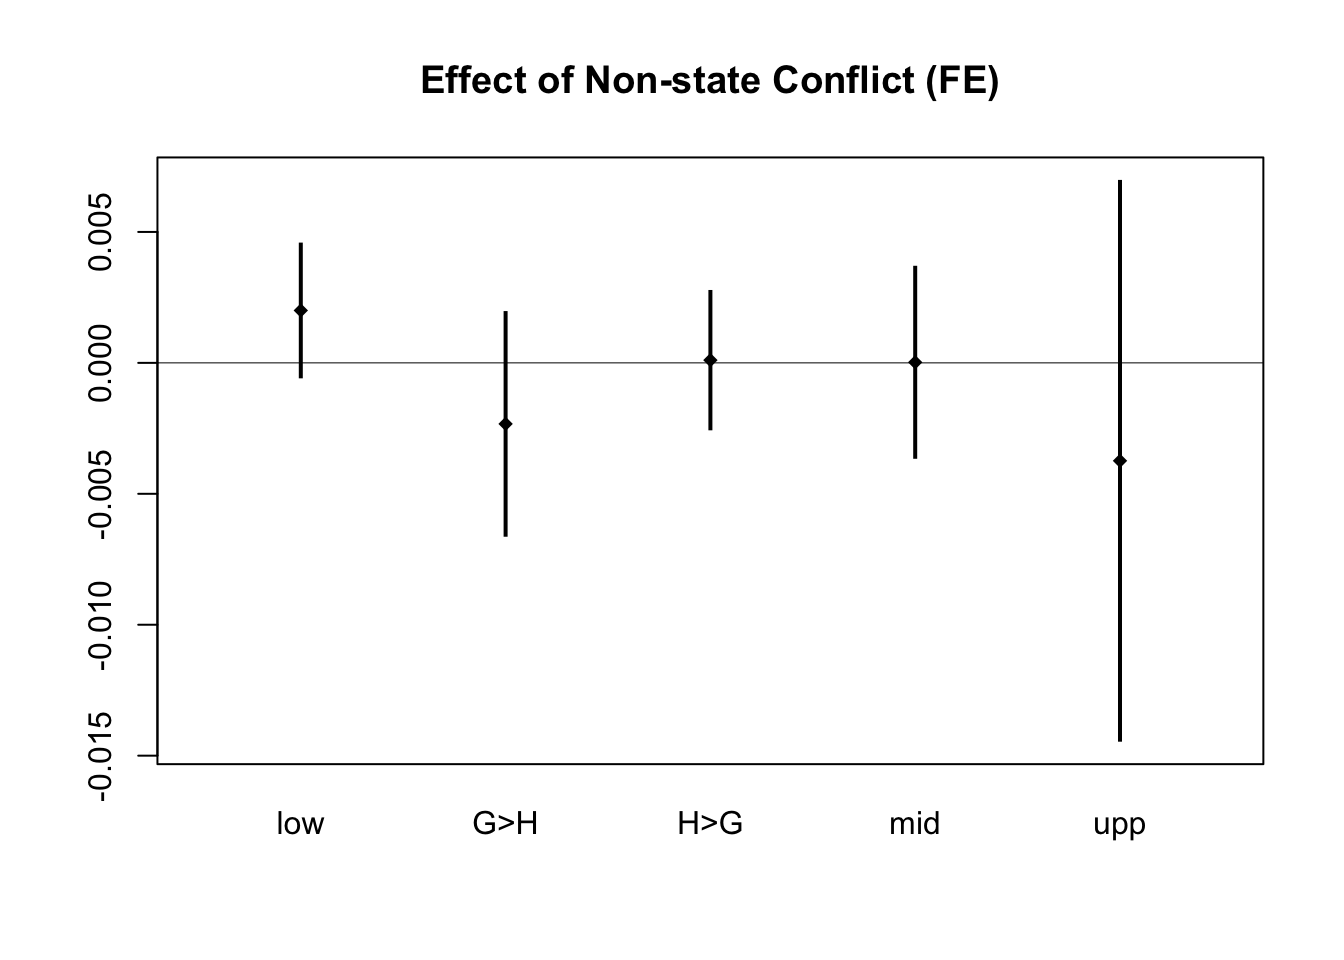 Effect of Non-state Conflict (FE)
0.005
0.000
-0.005
-0.010
-0.015
low G>H H>G mid upp